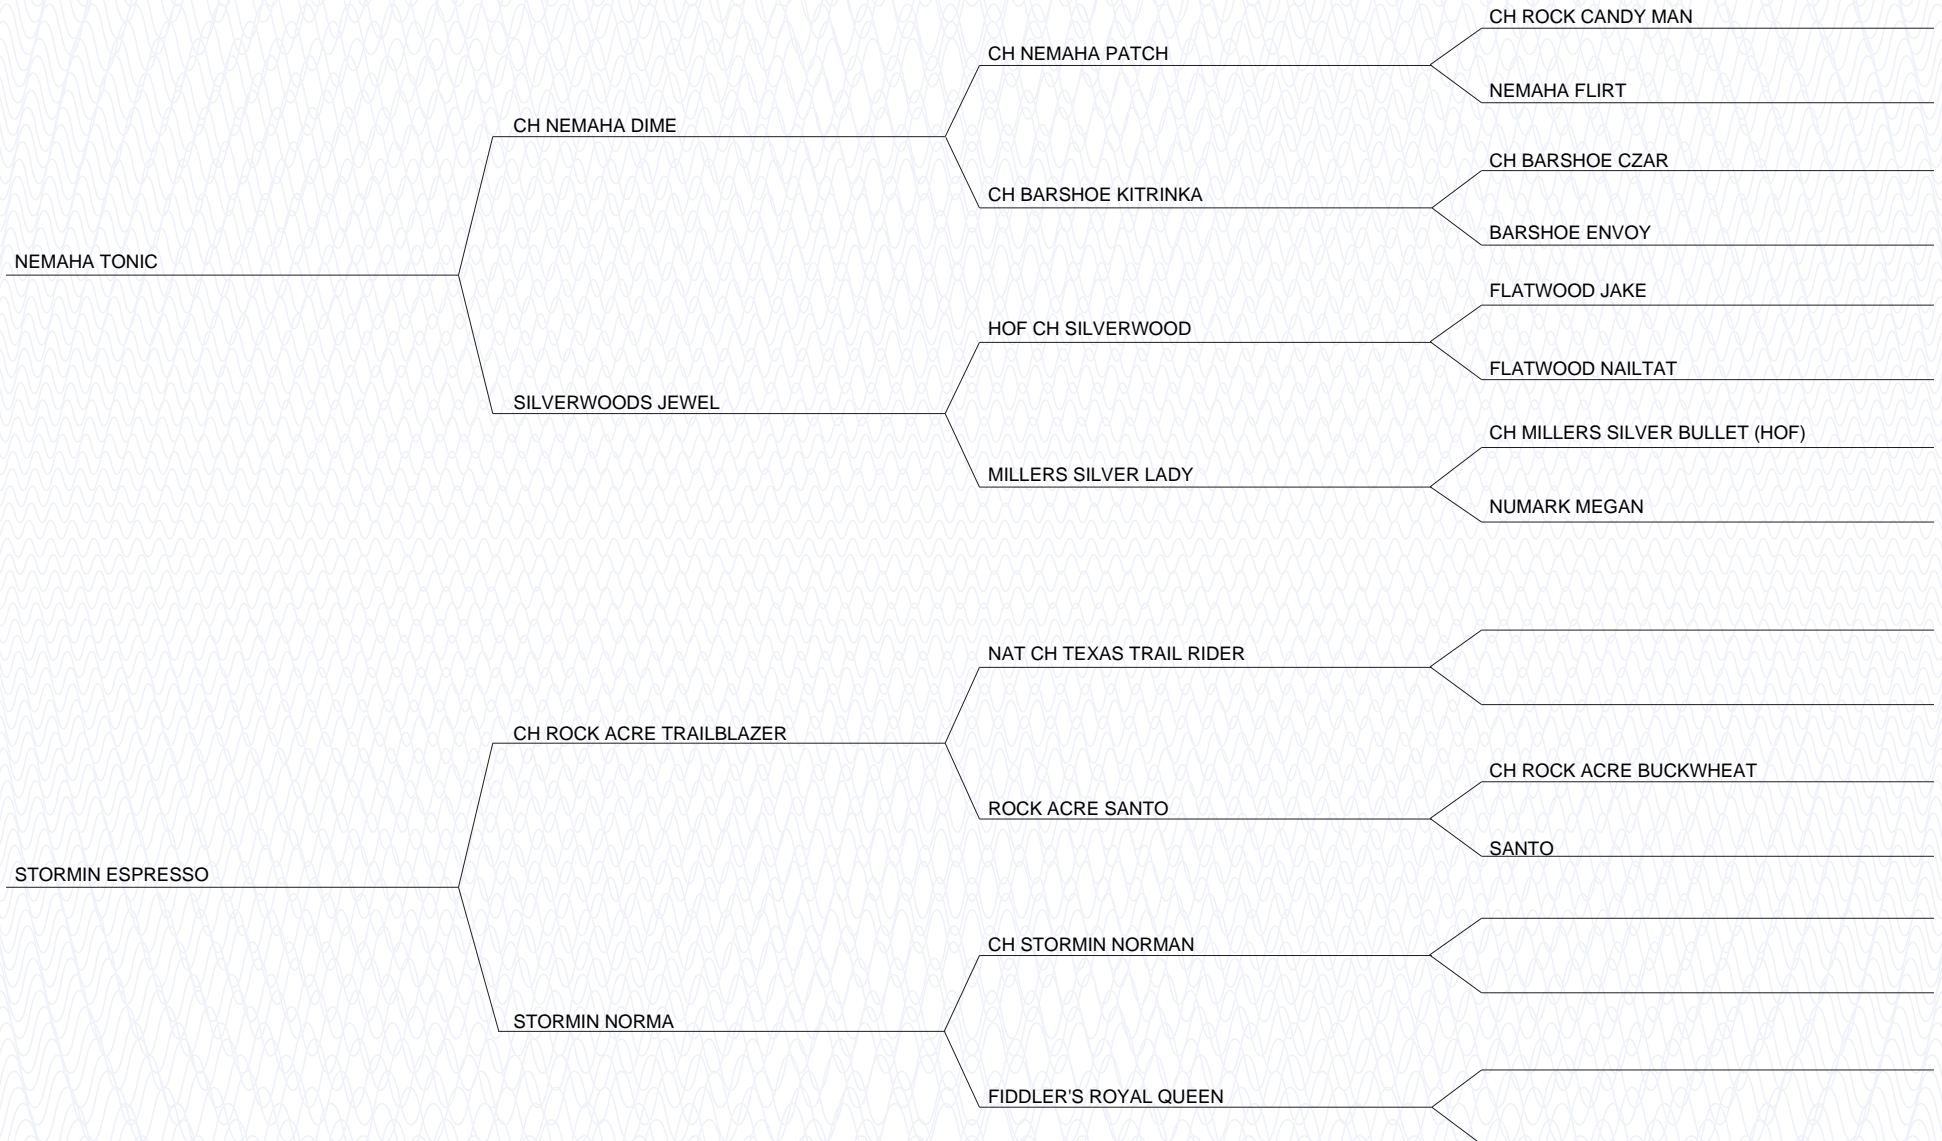 CH ROCK CANDY MAN
CH NEMAHA PATCH
NEMAHA FLIRT
CH NEMAHA DIME
CH BARSHOE CZAR
CH BARSHOE KITRINKA
BARSHOE ENVOY
NEMAHA TONIC
FLATWOOD JAKE
HOF CH SILVERWOOD
FLATWOOD NAILTAT
SILVERWOODS JEWEL
CH MILLERS SILVER BULLET (HOF)
MILLERS SILVER LADY
NUMARK MEGAN
NAT CH TEXAS TRAIL RIDER
CH ROCK ACRE TRAILBLAZER
CH ROCK ACRE BUCKWHEAT
ROCK ACRE SANTO
SANTO
STORMIN ESPRESSO
CH STORMIN NORMAN
STORMIN NORMA
FIDDLER'S ROYAL QUEEN